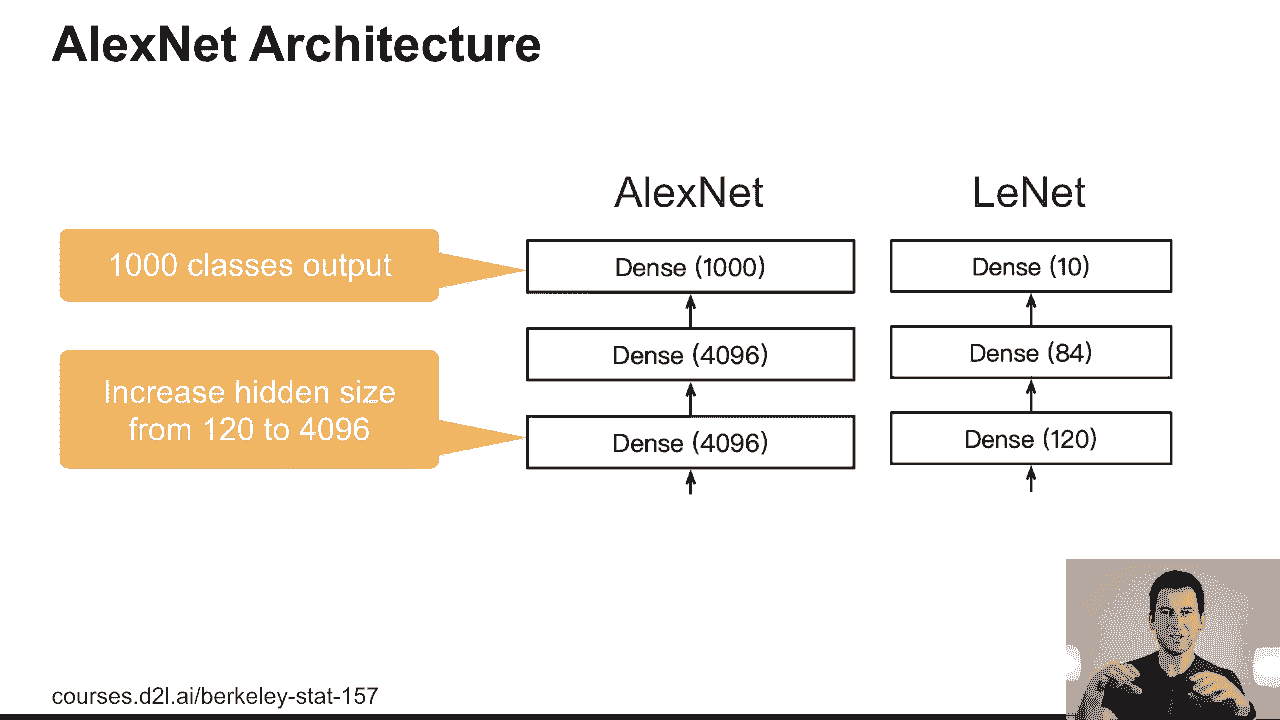 AlexNet Architecture
AlexNet
LeNet
1000 classes output
Dense (1000)
Dense (10)
Dense (4096)
Dense (84)
Increase hidden size
from 120 to 4096
Dense (4096)
Dense (120)
courses.d2l.ai/berkeley-stat-157